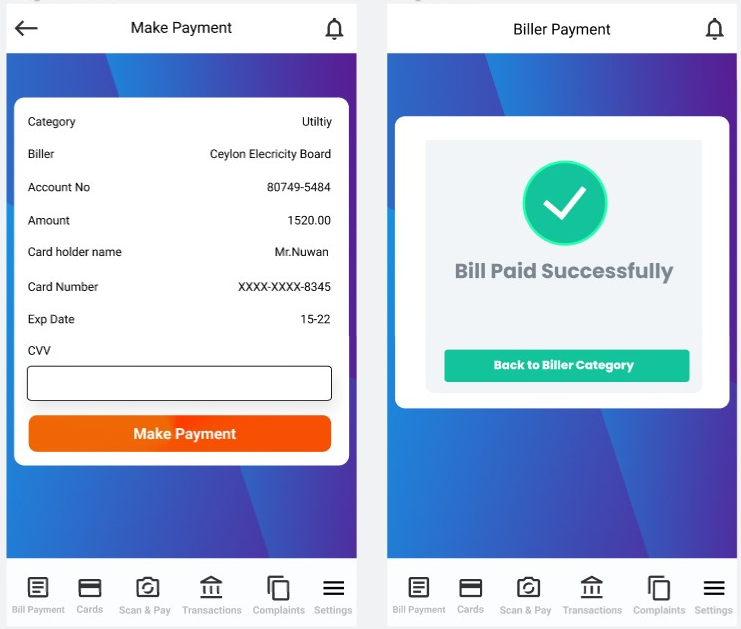 Make Payment
Category Utiltiy
Biller Ceylon Elecricity Board
Account No 80749-5484
Amount 1520.00
Card holder name Mr.Nuwan
Card Number XXXX-XXXX-8345
Exp Date 15-22
CVV
Make Payment
Bill Payment Cards Scan & Pay Transactions Complaints Settings
Biller Payment
Bill Paid Successfully
Back to Biller Category
Bill Payment Cards Scan & Pay Transactions Complaints Settings